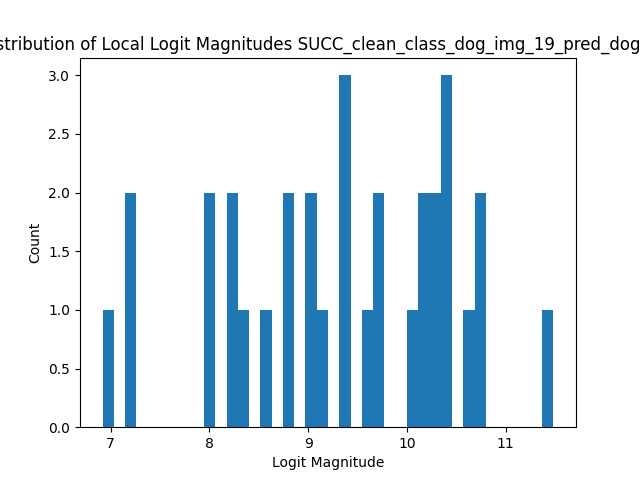 stribution of Local Logit Magnitudes SUCC_clean_class_dog_img_19_pred_dog
3.0
2.5
2.0
1.5
1.0
0.5
0.0
Count
7 8 9 10 11
Logit Magnitude